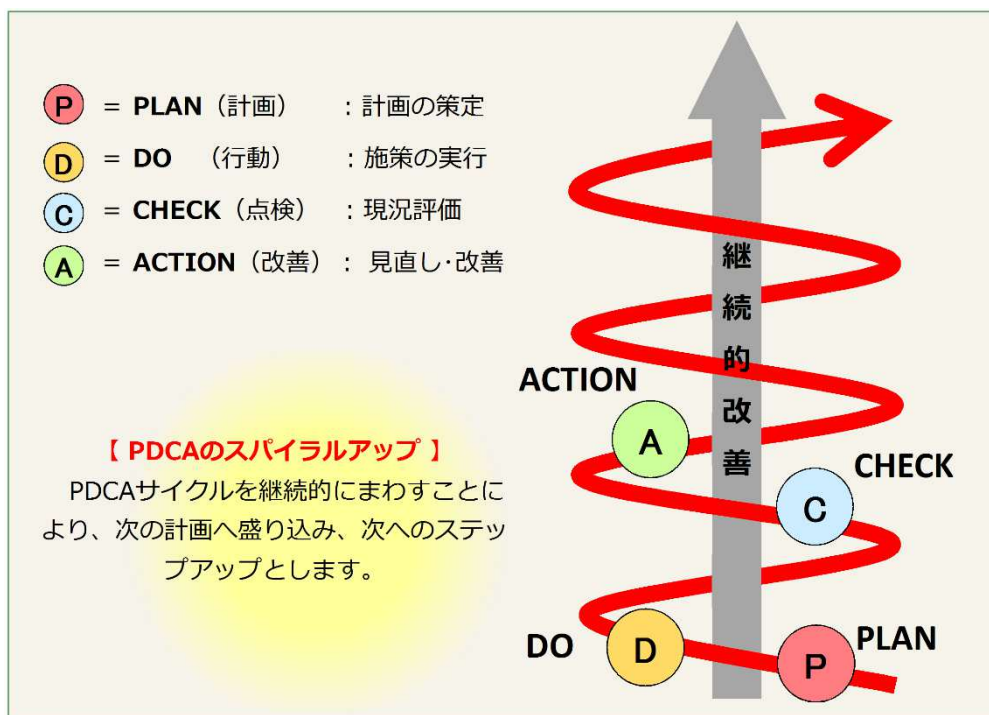 P = PLAN（計画） ：計画の策定
D = DO （行動） ：施策の実行
C = CHECK（点検） ：現況評価
A = ACTION（改善）： 見直し・改善
【 PDCAのスパイラルアップ 】
PDCAサイクルを継続的にまわすことに
より、次の計画へ盛り込み、次へのステッ
プアップとします。
継続的改善
ACTION
A
CHECK
C
DO
D
PLAN
P